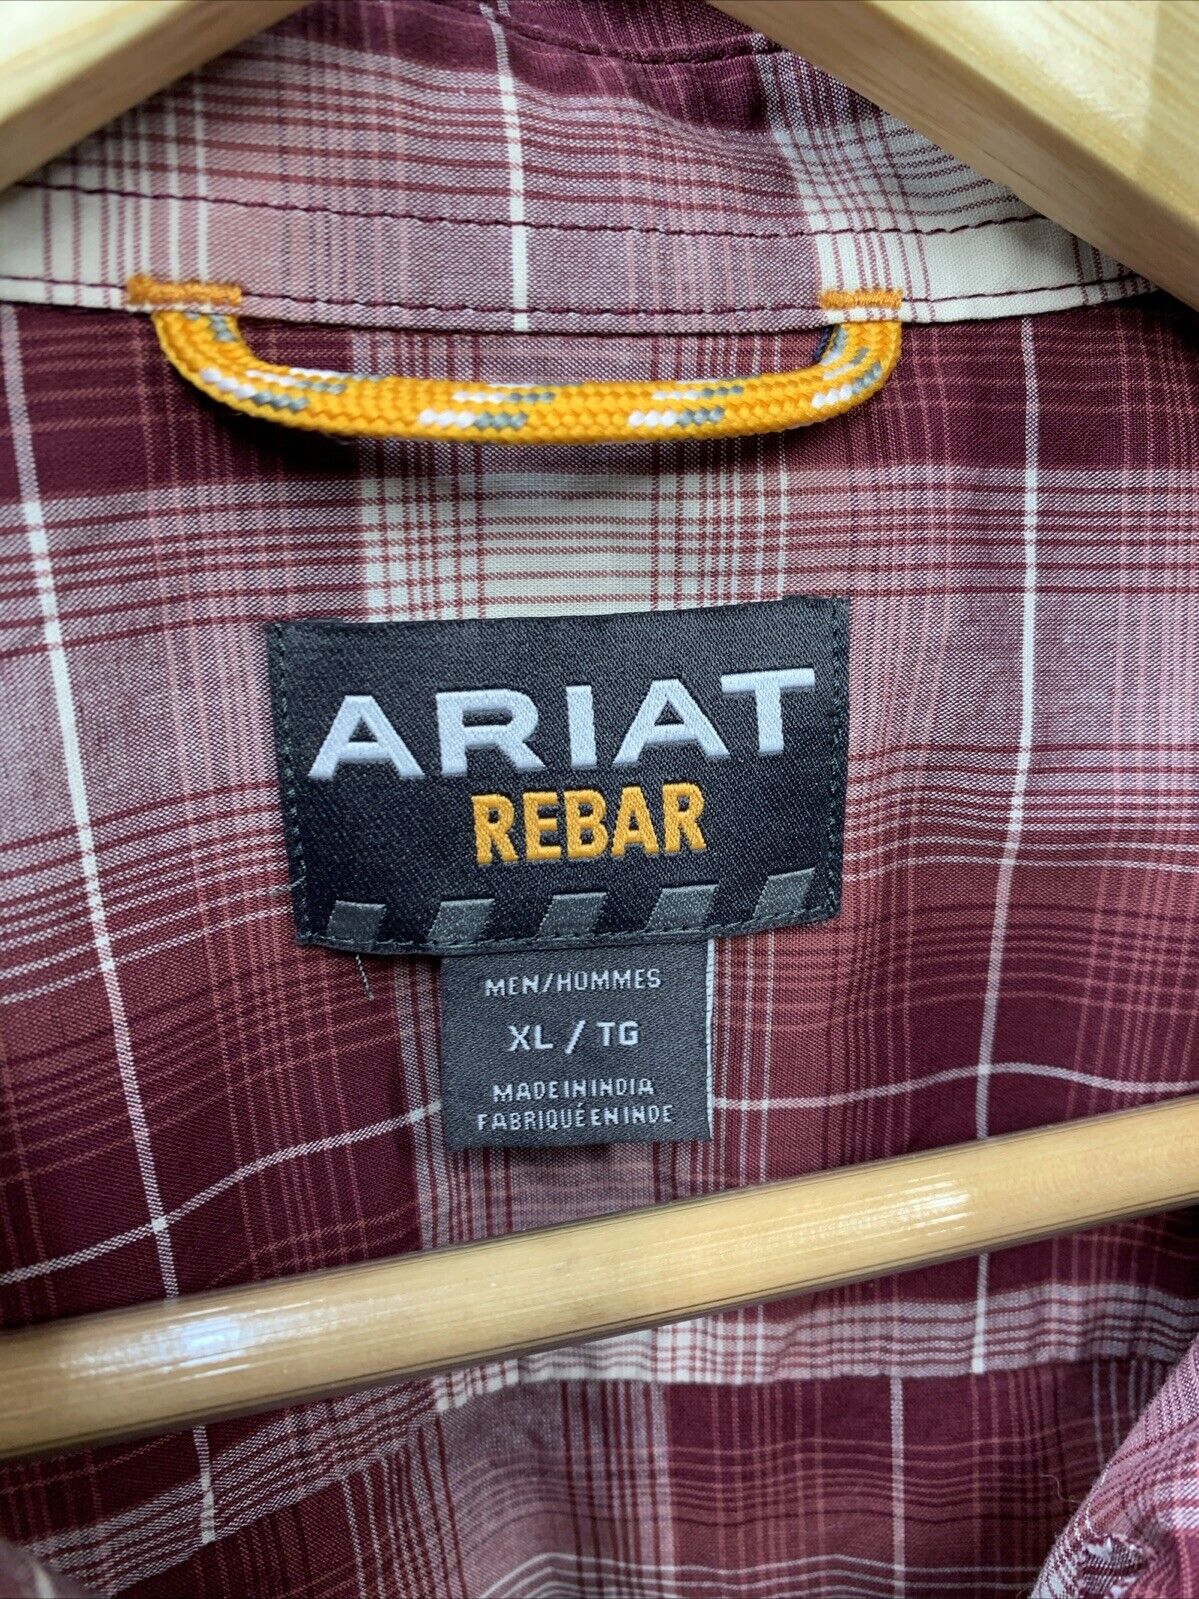 ARIAT
REBAR
MEN/HOMMES
XL / TG
MADE IN INDIA
FABRIQUÉ EN INDE